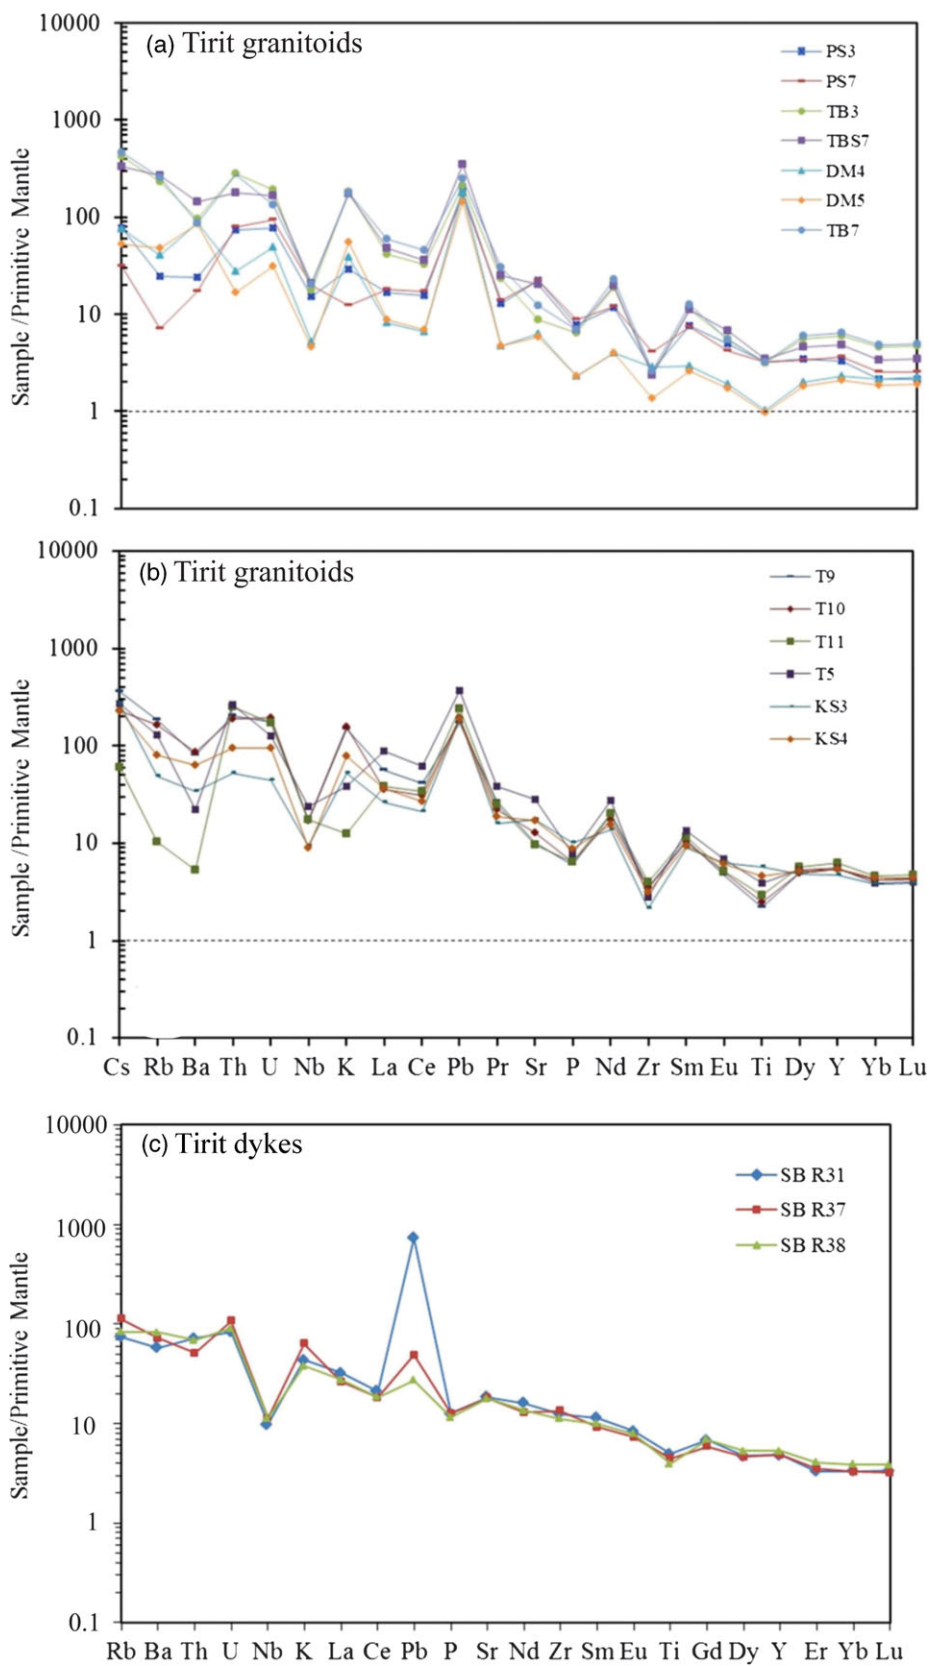 (a) Tirit granitoids
10000
1000
100
10
1
0.1
Sample /Primitive Mantle
PS3
PS7
TB3
TBS7
DM4
DM5
TB7
(b) Tirit granitoids
10000
1000
100
10
1
0.1
Sample /Primitive Mantle
T9
T10
T11
T5
KS3
KS4
Cs Rb Ba Th U Nb K La Ce Pb Pr Sr P Nd Zr Sm Eu Ti Dy Y Yb Lu
(c) Tirit dykes
10000
1000
100
10
1
0.1
Sample/Primitive Mantle
SB R31
SB R37
SB R38
Rb Ba Th U Nb K La Ce Pb P Sr Nd Zr Sm Eu Ti Gd Dy Y Er Yb Lu